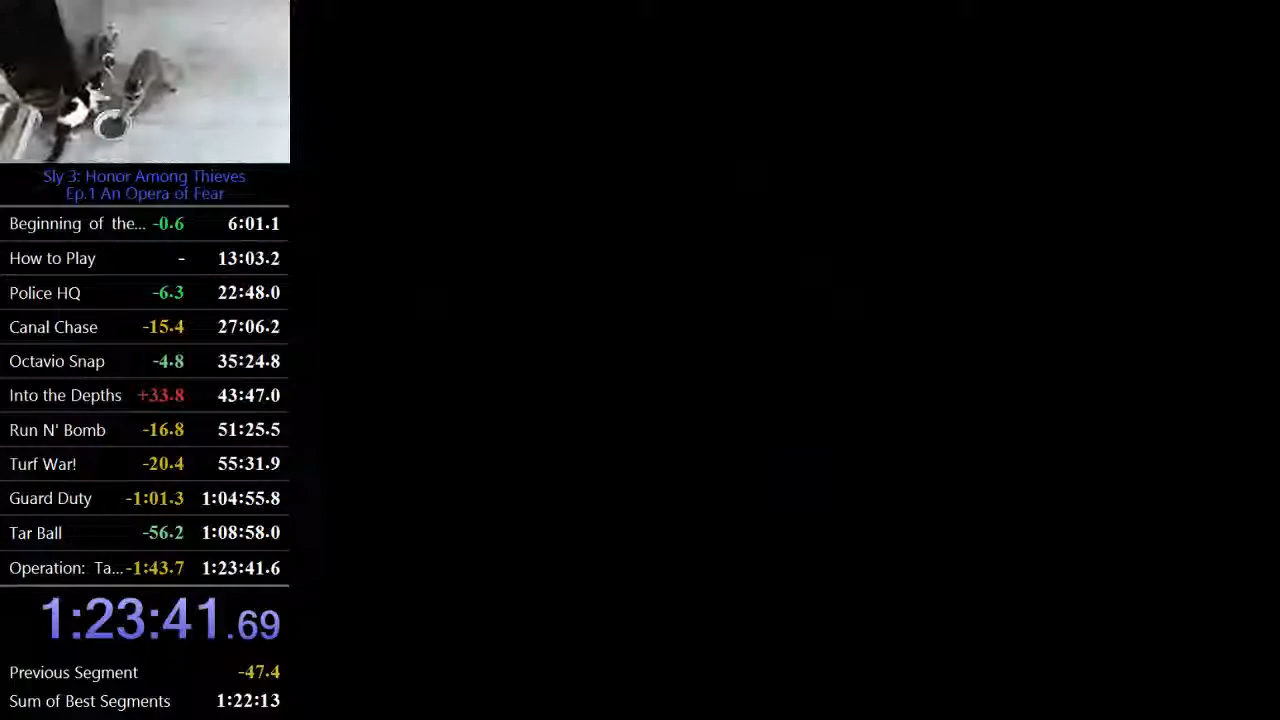 Sly 3: Honor Among Thieves
Ep.1 An Opera of Fear
Beginning of the... -0.6 6:01.1
How to Play - 13:03.2
Police HQ -6.3 22:48.0
Canal Chase -15.4 27:06.2
Octavio Snap -4.8 35:24.8
Into the Depths +33.8 43:47.0
Run N' Bomb -16.8 51:25.5
Turf War! -20.4 55:31.9
Guard Duty -1:01.3 1:04:55.8
Tar Ball -56.2 1:08:58.0
Operation: Ta... -1:43.7 1:23:41.6
1:23:41.69
Previous Segment -47.4
Sum of Best Segments 1:22:13